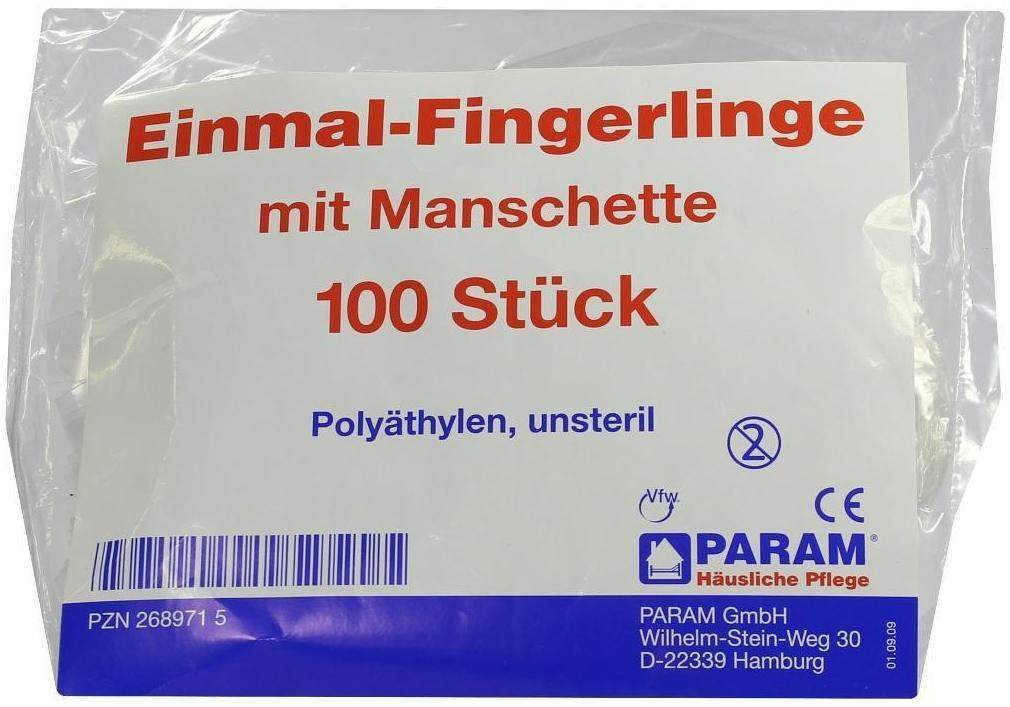 Einmal-Fingerlinge
mit Manschette
100 Stück
Polyäthylen, unsteril
2
Vfw.
CE
PARAM®
Häusliche Pflege
PZN 268971 5
PARAM GmbH
Wilhelm-Stein-Weg 30
D-22339 Hamburg
01.09.09